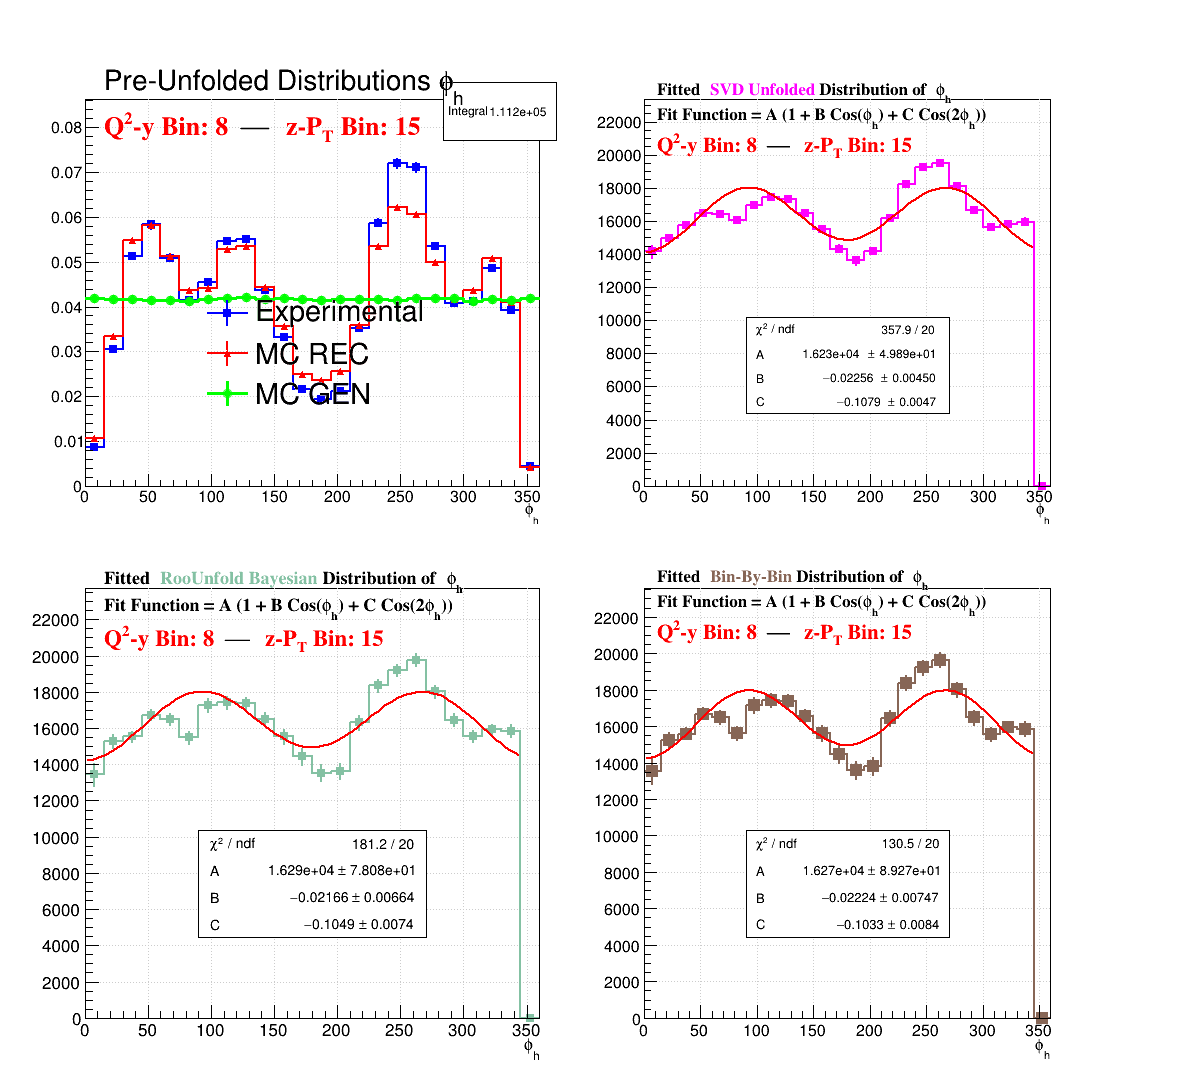 Pre-Unfolded Distributions ϕh
Integral 1.112e+05
Q2-y Bin: 8 — z-PT Bin: 15
0.08
0.07
0.06
0.05
0.04
0.03
0.02
0.01
0
Experimental
MC REC
MC GEN
0 50 100 150 200 250 300 350
ϕh
Fitted SVD Unfolded Distribution of ϕh
Fit Function = A (1 + B Cos(ϕh) + C Cos(2ϕh))
Q2-y Bin: 8 — z-PT Bin: 15
22000
20000
18000
16000
14000
12000
10000
8000
6000
4000
2000
0
χ2 / ndf 357.9 / 20
A 1.623e+04 ± 4.989e+01
B −0.02256 ± 0.00450
C −0.1079 ± 0.0047
0 50 100 150 200 250 300 350
ϕh
Fitted RooUnfold Bayesian Distribution of ϕh
Fit Function = A (1 + B Cos(ϕh) + C Cos(2ϕh))
Q2-y Bin: 8 — z-PT Bin: 15
22000
20000
18000
16000
14000
12000
10000
8000
6000
4000
2000
0
χ2 / ndf 181.2 / 20
A 1.629e+04 ± 7.808e+01
B −0.02166 ± 0.00664
C −0.1049 ± 0.0074
0 50 100 150 200 250 300 350
ϕh
Fitted Bin-By-Bin Distribution of ϕh
Fit Function = A (1 + B Cos(ϕh) + C Cos(2ϕh))
Q2-y Bin: 8 — z-PT Bin: 15
22000
20000
18000
16000
14000
12000
10000
8000
6000
4000
2000
0
χ2 / ndf 130.5 / 20
A 1.627e+04 ± 8.927e+01
B −0.02224 ± 0.00747
C −0.1033 ± 0.0084
0 50 100 150 200 250 300 350
ϕh